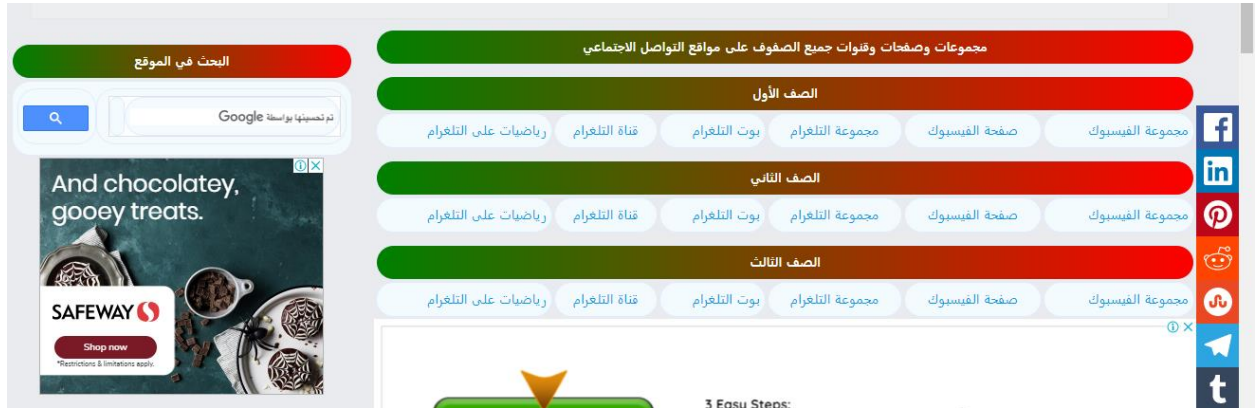 مجموعات وصفحات وقنوات جميع الصفوف على مواقع التواصل الاجتماعي
الصف الأول
مجموعة الفيسبوك صفحة الفيسبوك مجموعة التلغرام بوت التلغرام قناة التلغرام رياضيات على التلغرام
الصف الثاني
مجموعة الفيسبوك صفحة الفيسبوك مجموعة التلغرام بوت التلغرام قناة التلغرام رياضيات على التلغرام
الصف الثالث
مجموعة الفيسبوك صفحة الفيسبوك مجموعة التلغرام بوت التلغرام قناة التلغرام رياضيات على التلغرام
3 Easy Steps:
البحث في الموقع
تم تحسينها بواسطة Google
And chocolatey,
gooey treats.
SAFEWAY
Shop now
*Restrictions & limitations apply.